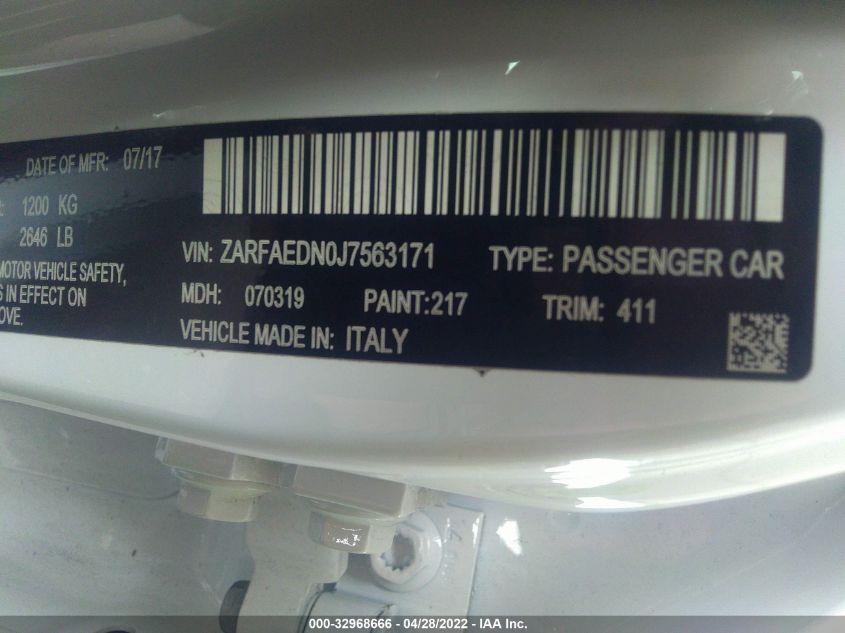 DATE OF MFR: 07/17
1200 KG
2646 LB
MOTOR VEHICLE SAFETY,
IN EFFECT ON
VIN: ZARFAEDN0J7563171 TYPE: PASSENGER CAR
MDH: 070319 PAINT:217 TRIM: 411
VEHICLE MADE IN: ITALY
000-32968666 - 04/28/2022 - IAA Inc.